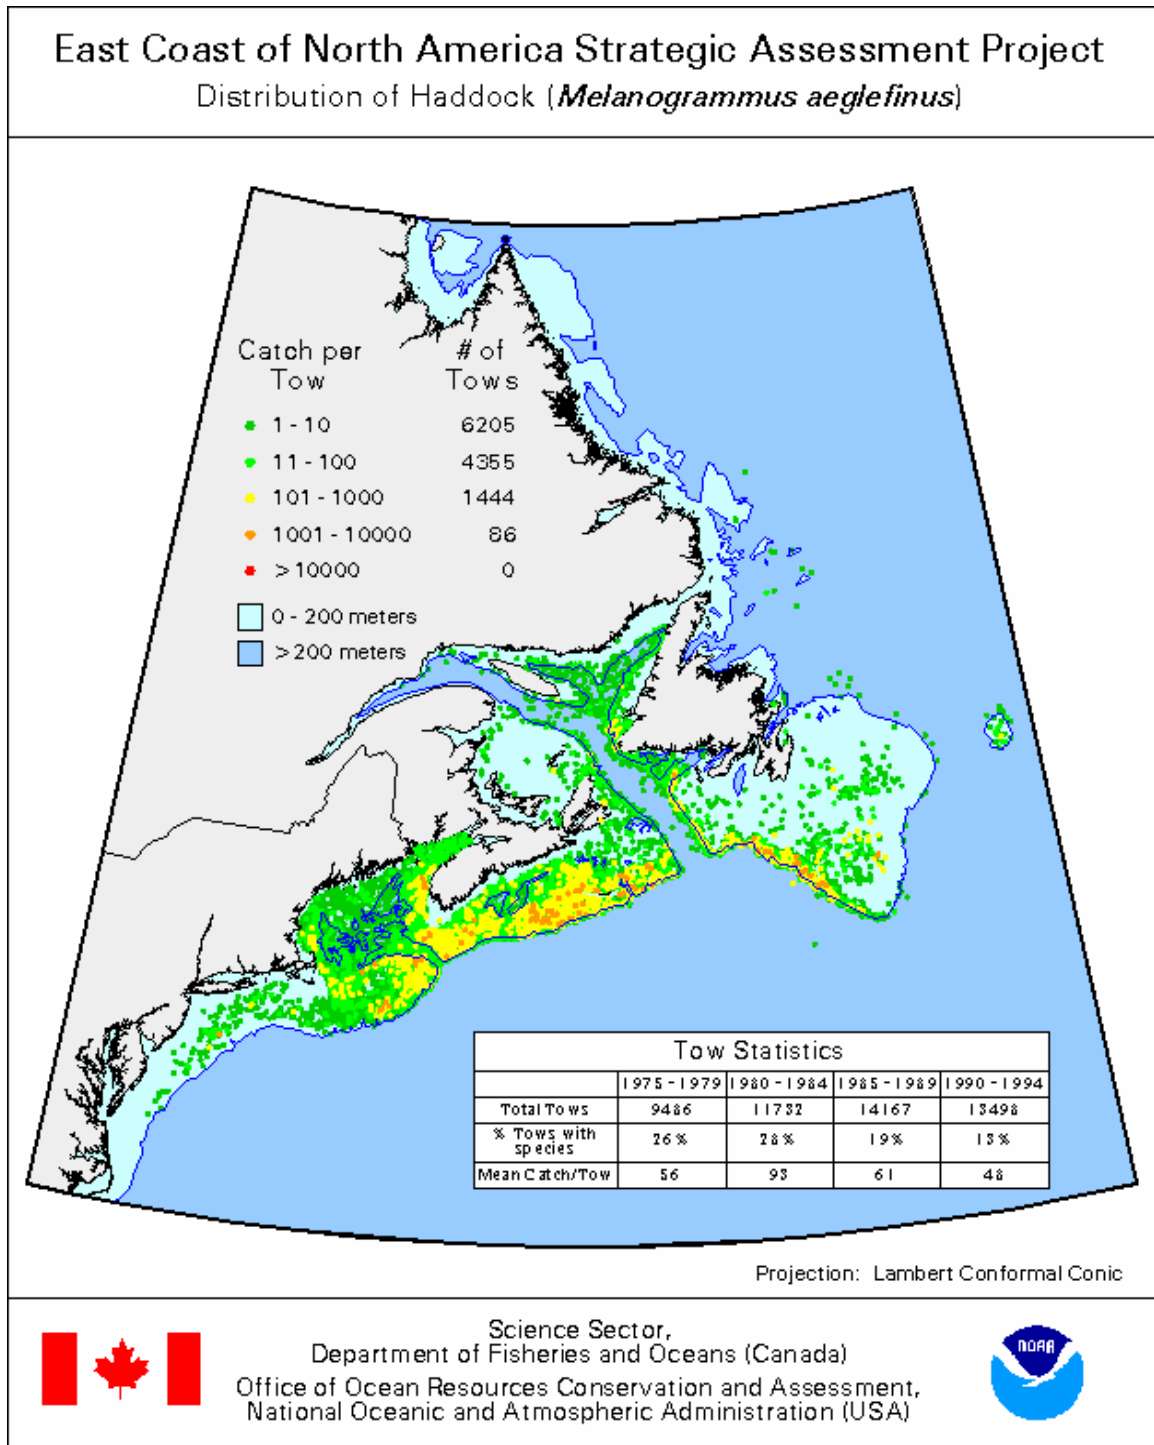 East Coast of North America Strategic Assessment Project
Distribution of Haddock (Melanogrammus aeglefinus)
Catch per Tow # of Tows
1 - 10 6205
11 - 100 4355
101 - 1000 1444
1001 - 10000 86
>10000 0
0 - 200 meters
>200 meters
Tow Statistics
1975 - 1979 1980 - 1984 1985 - 1989 1990 - 1994
Total Tows 9486 11732 14167 13498
% Tows with species 26% 28% 19% 13%
Mean Catch/Tow 56 93 61 48
Projection: Lambert Conformal Conic
Science Sector,
Department of Fisheries and Oceans (Canada)
Office of Ocean Resources Conservation and Assessment,
National Oceanic and Atmospheric Administration (USA)
NOAA